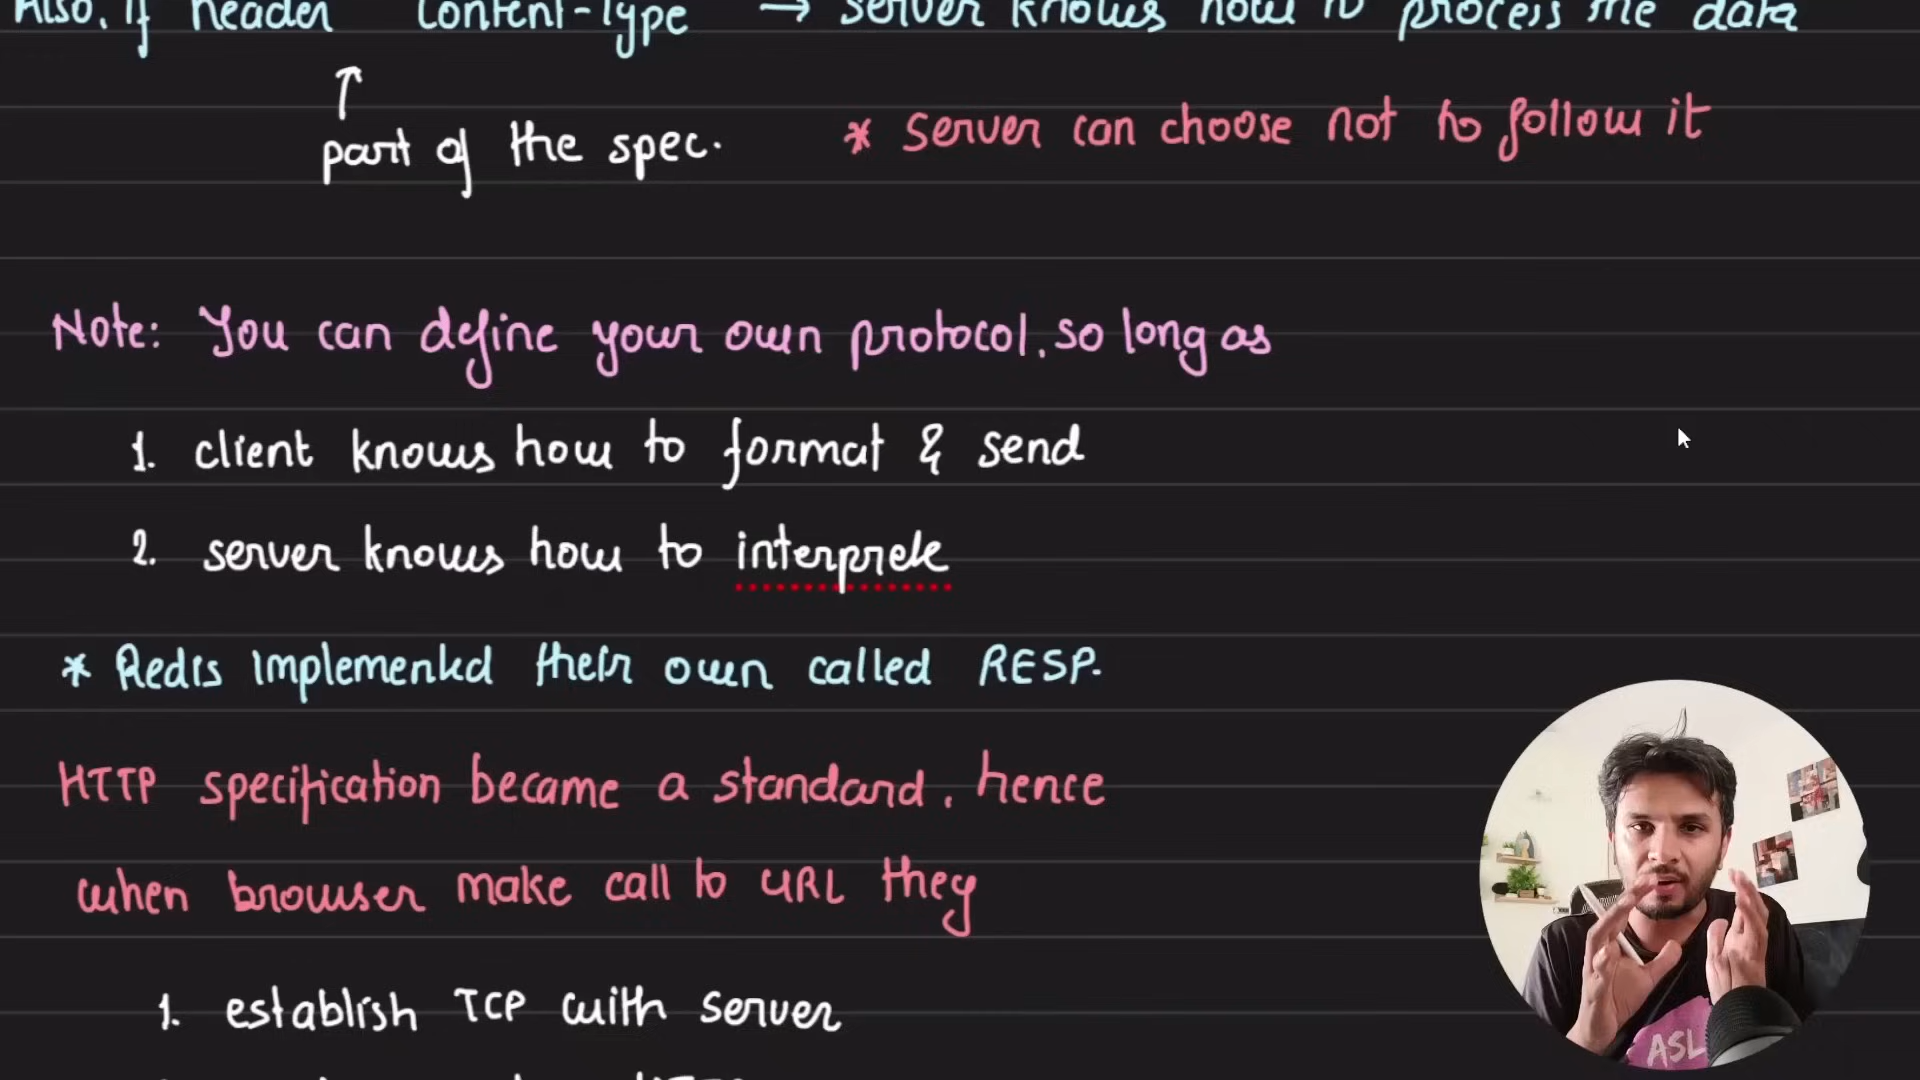 Also, if header Content-Type → server knows how to process the data
↑
part of the spec. * Server can choose not to follow it
Note: You can define your own protocol, so long as
1. client knows how to format & send
2. server knows how to interprete
* Redis implemented their own called RESP.
HTTP specification became a standard, hence
when browser make call to URL they
1. establish TCP with server
ASL